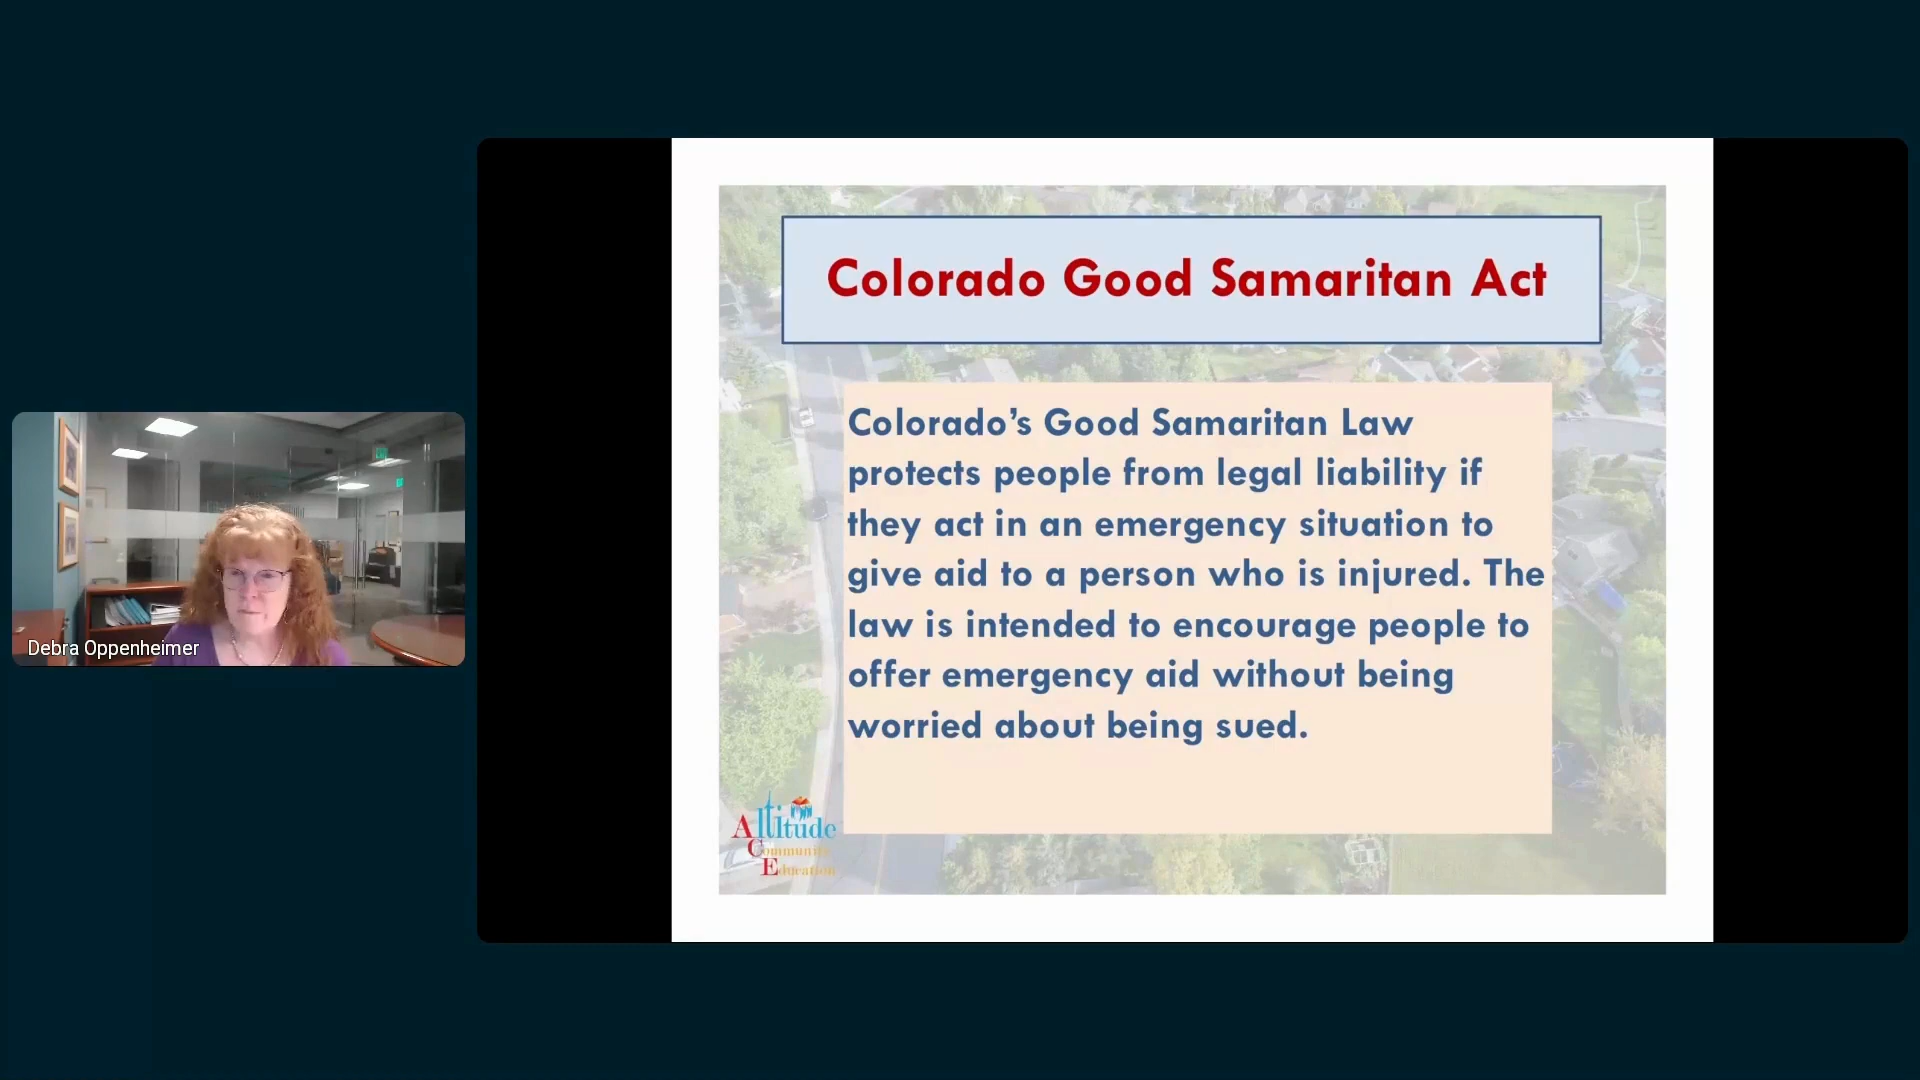 Colorado Good Samaritan Act
Colorado’s Good Samaritan Law
protects people from legal liability if
they act in an emergency situation to
give aid to a person who is injured. The
law is intended to encourage people to
offer emergency aid without being
worried about being sued.
Altitude
Community
Education
Debra Oppenheimer